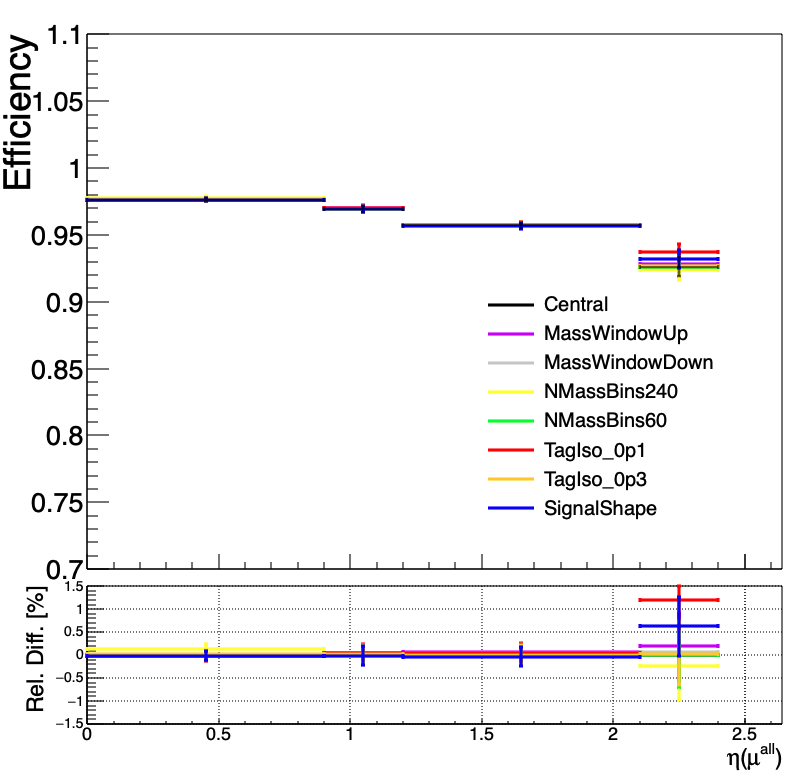 Efficiency
1.1
1.05
1
0.95
0.9
0.85
0.8
0.75
0.7
Central
MassWindowUp
MassWindowDown
NMassBins240
NMassBins60
TagIso_0p1
TagIso_0p3
SignalShape
Rel. Diff. [%]
1.5
1
0.5
0
−0.5
−1
−1.5
0 0.5 1 1.5 2 2.5
η(μ^all)